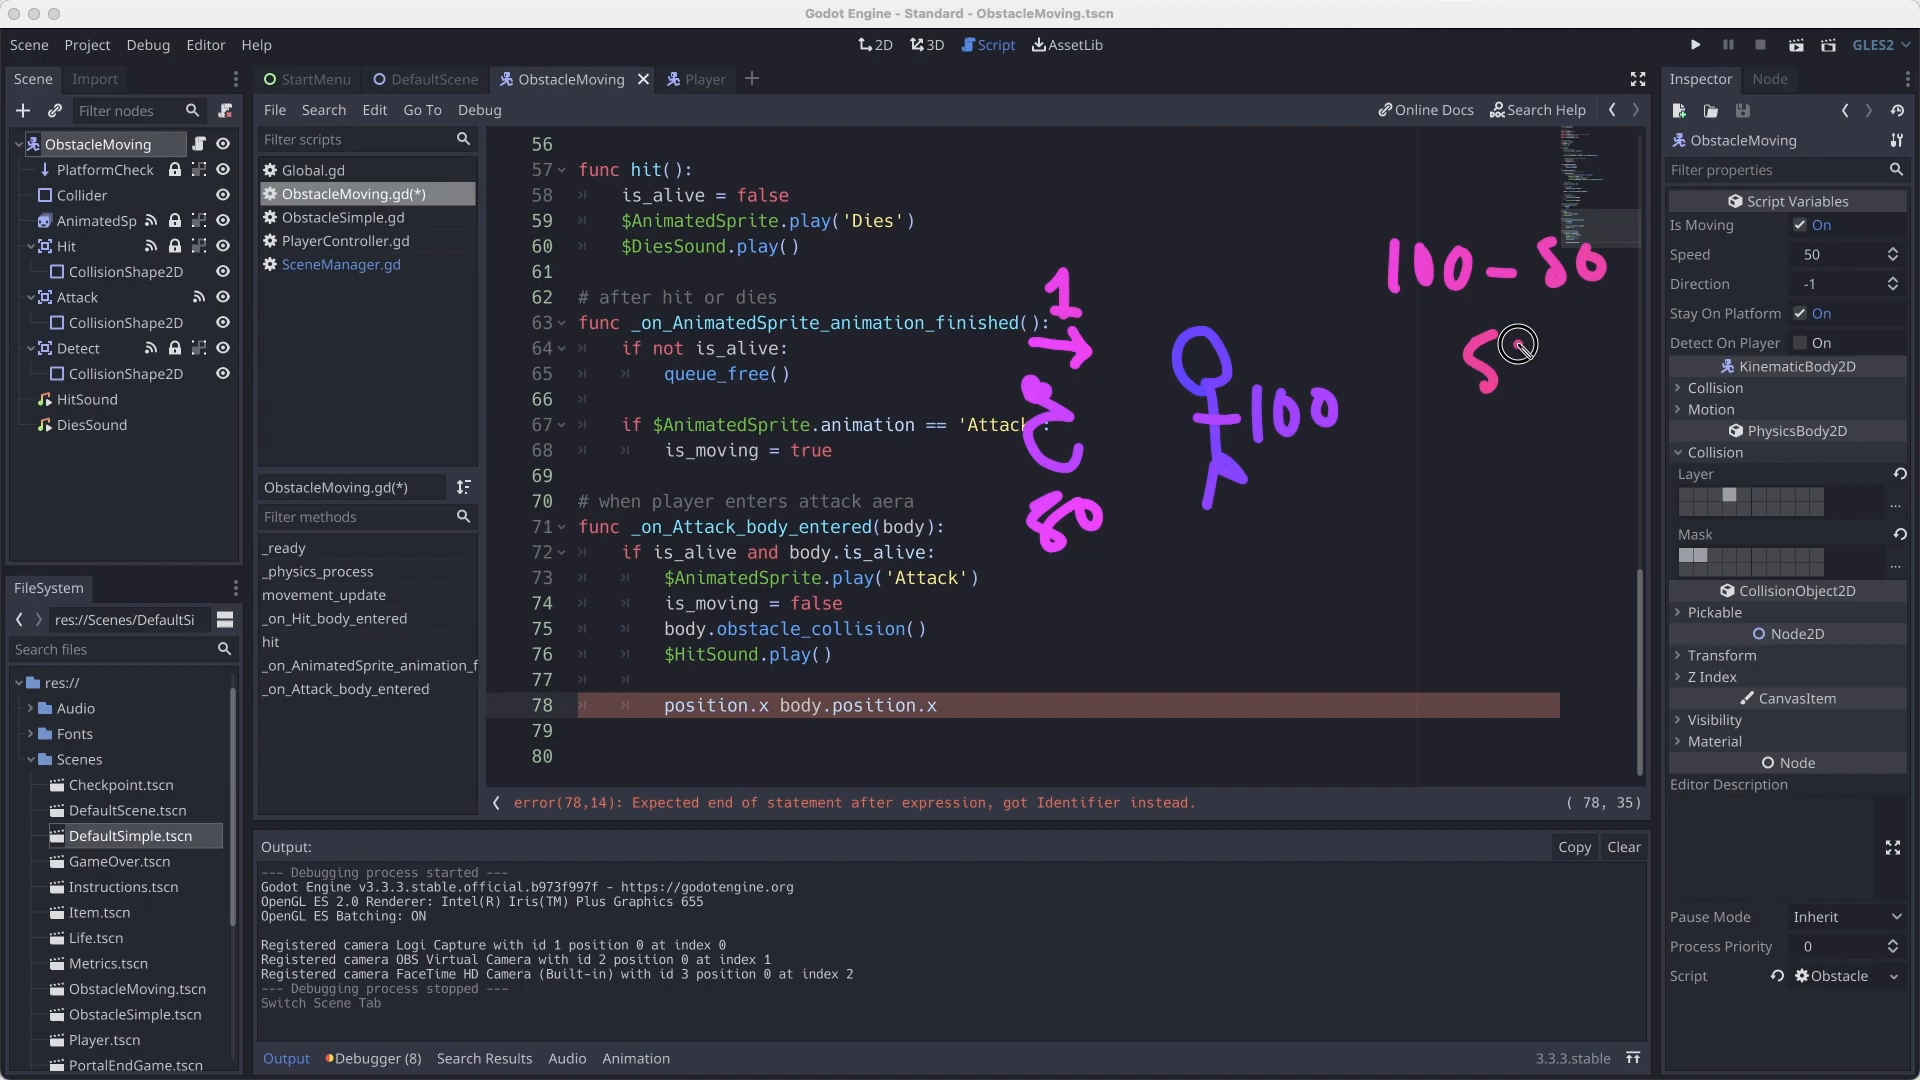 Godot Engine - Standard - ObstacleMoving.tscn
Scene Project Debug Editor Help
2D 3D Script AssetLib
GLES2
Scene Import
StartMenu DefaultScene ObstacleMoving Player
Inspector Node
Filter nodes
File Search Edit Go To Debug
Online Docs Search Help
ObstacleMoving
PlatformCheck
Collider
AnimatedSp
Hit
CollisionShape2D
Attack
CollisionShape2D
Detect
CollisionShape2D
HitSound
DiesSound
FileSystem
res://Scenes/DefaultSi
Search files
res://
Audio
Fonts
Scenes
Checkpoint.tscn
DefaultScene.tscn
DefaultSimple.tscn
GameOver.tscn
Instructions.tscn
Item.tscn
Life.tscn
Metrics.tscn
ObstacleMoving.tscn
ObstacleSimple.tscn
Player.tscn
PortalEndGame.tscn
Filter scripts
Global.gd
ObstacleMoving.gd(*)
ObstacleSimple.gd
PlayerController.gd
SceneManager.gd
ObstacleMoving.gd(*)
Filter methods
_ready
_physics_process
movement_update
_on_Hit_body_entered
hit
_on_AnimatedSprite_animation_f
_on_Attack_body_entered
56
57 func hit():
58 is_alive = false
59 $AnimatedSprite.play('Dies')
60 $DiesSound.play()
61
62 # after hit or dies
63 func _on_AnimatedSprite_animation_finished():
64 if not is_alive:
65 queue_free()
66
67 if $AnimatedSprite.animation == 'Attack':
68 is_moving = true
69
70 # when player enters attack aera
71 func _on_Attack_body_entered(body):
72 if is_alive and body.is_alive:
73 $AnimatedSprite.play('Attack')
74 is_moving = false
75 body.obstacle_collision()
76 $HitSound.play()
77
78 position.x body.position.x
79
80
1
50
100
100 - 50
5
error(78,14): Expected end of statement after expression, got Identifier instead.
( 78, 35)
Output:
Copy Clear
--- Debugging process started ---
Godot Engine v3.3.3.stable.official.b973f997f - https://godotengine.org
OpenGL ES 2.0 Renderer: Intel(R) Iris(TM) Plus Graphics 655
OpenGL ES Batching: ON
Registered camera Logi Capture with id 1 position 0 at index 0
Registered camera OBS Virtual Camera with id 2 position 0 at index 1
Registered camera FaceTime HD Camera (Built-in) with id 3 position 0 at index 2
--- Debugging process stopped ---
Switch Scene Tab
Output Debugger (8) Search Results Audio Animation
3.3.3.stable
ObstacleMoving
Filter properties
Script Variables
Is Moving On
Speed 50
Direction -1
Stay On Platform On
Detect On Player On
KinematicBody2D
Collision
Motion
PhysicsBody2D
Collision
Layer
...
Mask
...
CollisionObject2D
Pickable
Node2D
Transform
Z Index
CanvasItem
Visibility
Material
Node
Editor Description
Pause Mode Inherit
Process Priority 0
Script Obstacle